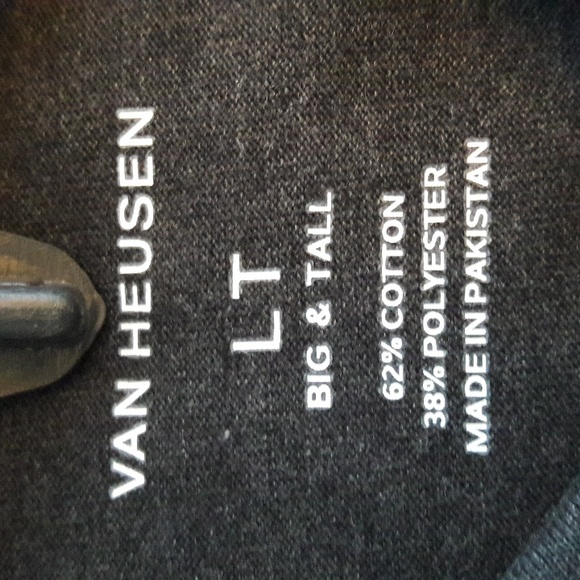 VAN HEUSEN
LT
BIG & TALL
62% COTTON
38% POLYESTER
MADE IN PAKISTAN